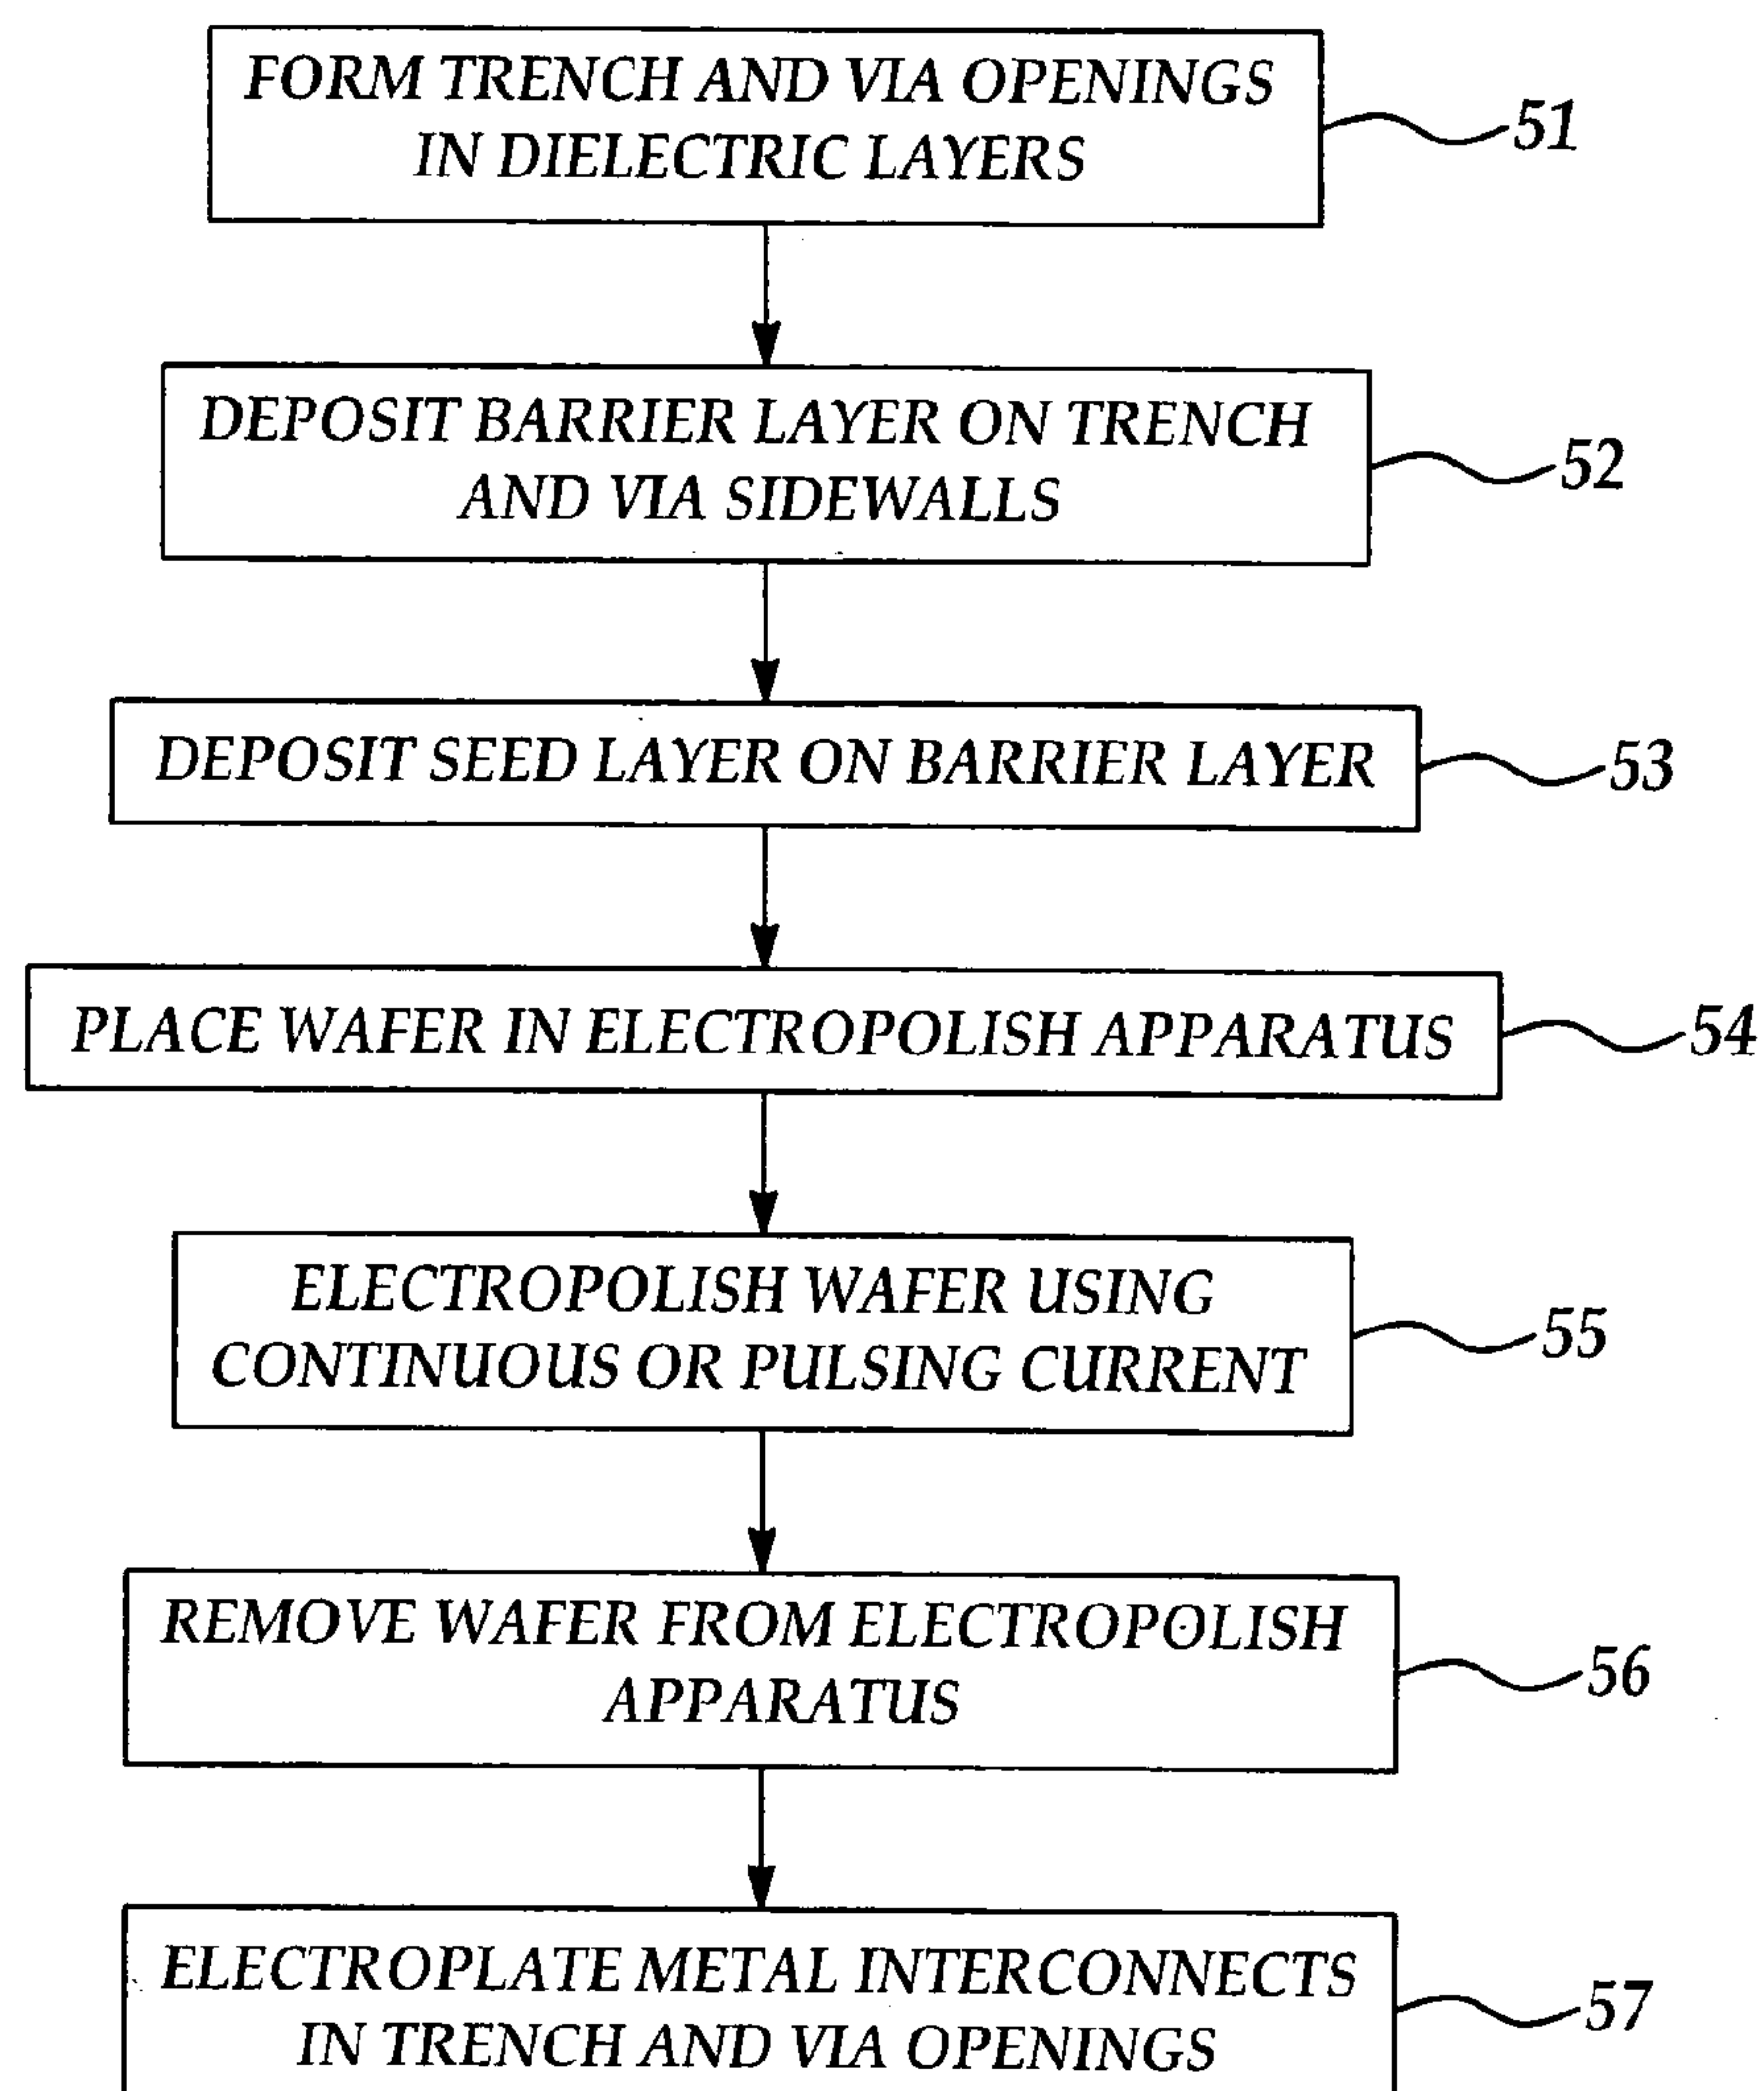 FORM TRENCH AND VIA OPENINGS
IN DIELECTRIC LAYERS
51
DEPOSIT BARRIER LAYER ON TRENCH
AND VIA SIDEWALLS
52
DEPOSIT SEED LAYER ON BARRIER LAYER
53
PLACE WAFER IN ELECTROPOLISH APPARATUS
54
ELECTROPOLISH WAFER USING
CONTINUOUS OR PULSING CURRENT
55
REMOVE WAFER FROM ELECTROPOLISH
APPARATUS
56
ELECTROPLATE METAL INTERCONNECTS
IN TRENCH AND VIA OPENINGS
57